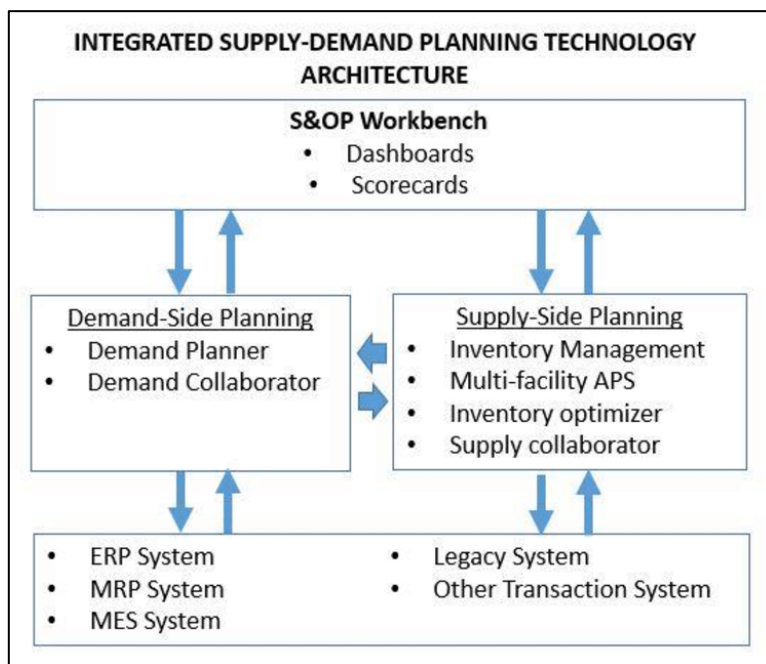 INTEGRATED SUPPLY-DEMAND PLANNING TECHNOLOGY
ARCHITECTURE
S&OP Workbench
• Dashboards
• Scorecards
Demand-Side Planning
• Demand Planner
• Demand Collaborator
Supply-Side Planning
• Inventory Management
• Multi-facility APS
• Inventory optimizer
• Supply collaborator
• ERP System
• MRP System
• MES System
• Legacy System
• Other Transaction System